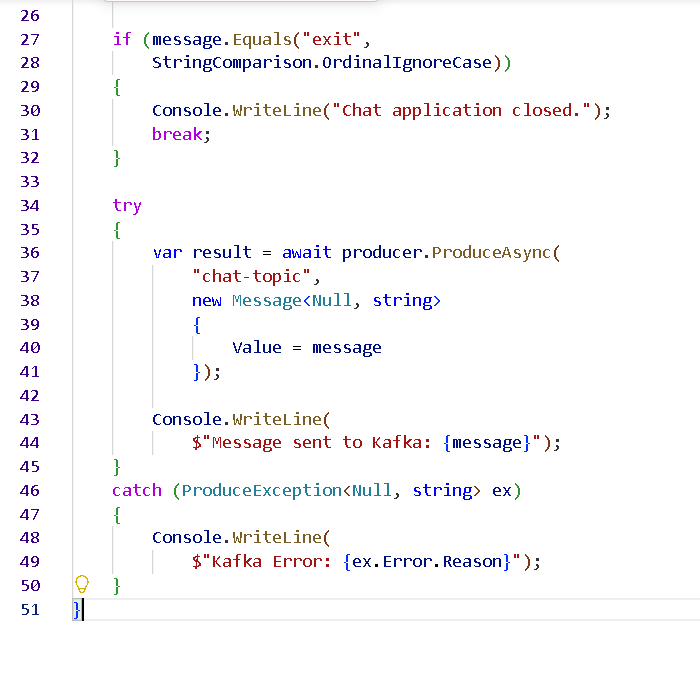 26
27 if (message.Equals("exit",
28 StringComparison.OrdinalIgnoreCase))
29 {
30 Console.WriteLine("Chat application closed.");
31 break;
32 }
33
34 try
35 {
36 var result = await producer.ProduceAsync(
37 "chat-topic",
38 new Message<Null, string>
39 {
40 Value = message
41 });
42
43 Console.WriteLine(
44 $"Message sent to Kafka: {message}");
45 }
46 catch (ProduceException<Null, string> ex)
47 {
48 Console.WriteLine(
49 $"Kafka Error: {ex.Error.Reason}");
50 }
51 }